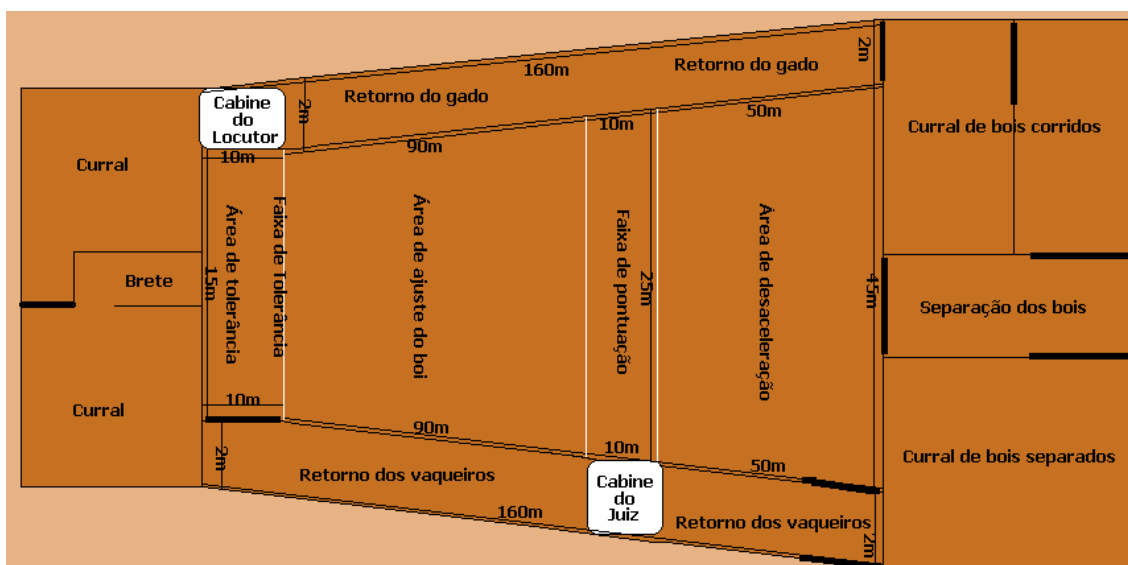 160m
Retorno do gado
2m
Cabine
do
Locutor
2m
Retorno do gado
10m
50m
Curral de bois corridos
90m
10m
Curral
Área de tolerância
Faixa de Tolerância
Área de ajuste do boi
Faixa de pontuação
Área de desaceleração
15m
25m
45m
Brete
Separação dos bois
Curral
10m
90m
10m
50m
Curral de bois separados
2m
Retorno dos vaqueiros
Cabine
do
Juiz
160m
Retorno dos vaqueiros
2m